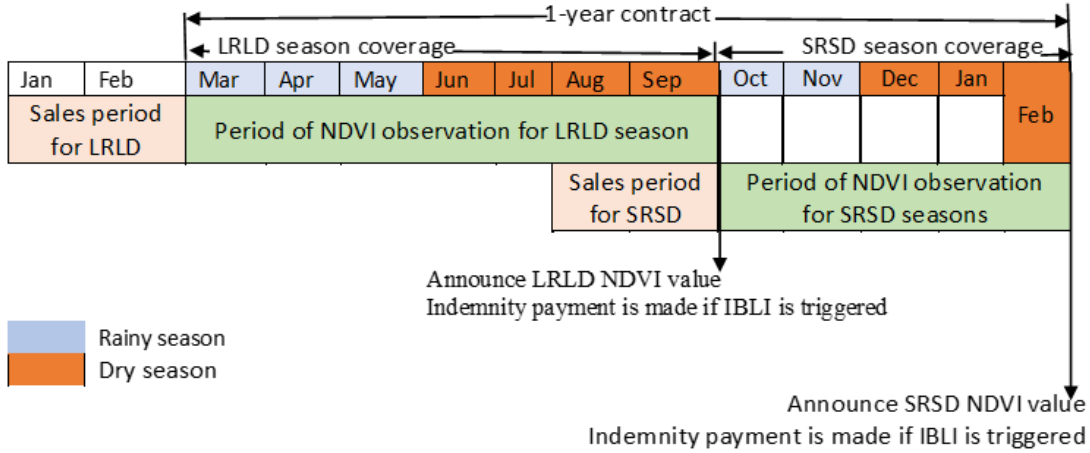 1-year contract
LRLD season coverage
SRSD season coverage
Jan Feb Mar Apr May Jun Jul Aug Sep Oct Nov Dec Jan Feb
Sales period
for LRLD
Period of NDVI observation for LRLD season
Sales period
for SRSD
Period of NDVI observation
for SRSD seasons
Announce LRLD NDVI value
Indemnity payment is made if IBLI is triggered
Rainy season
Dry season
Announce SRSD NDVI value
Indemnity payment is made if IBLI is triggered